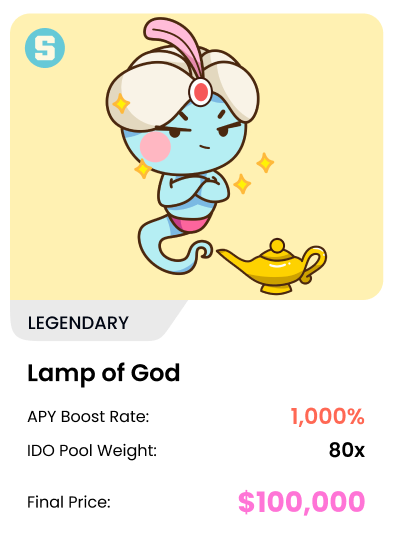 S
LEGENDARY
Lamp of God
APY Boost Rate: 1,000%
IDO Pool Weight: 80x
Final Price: $100,000